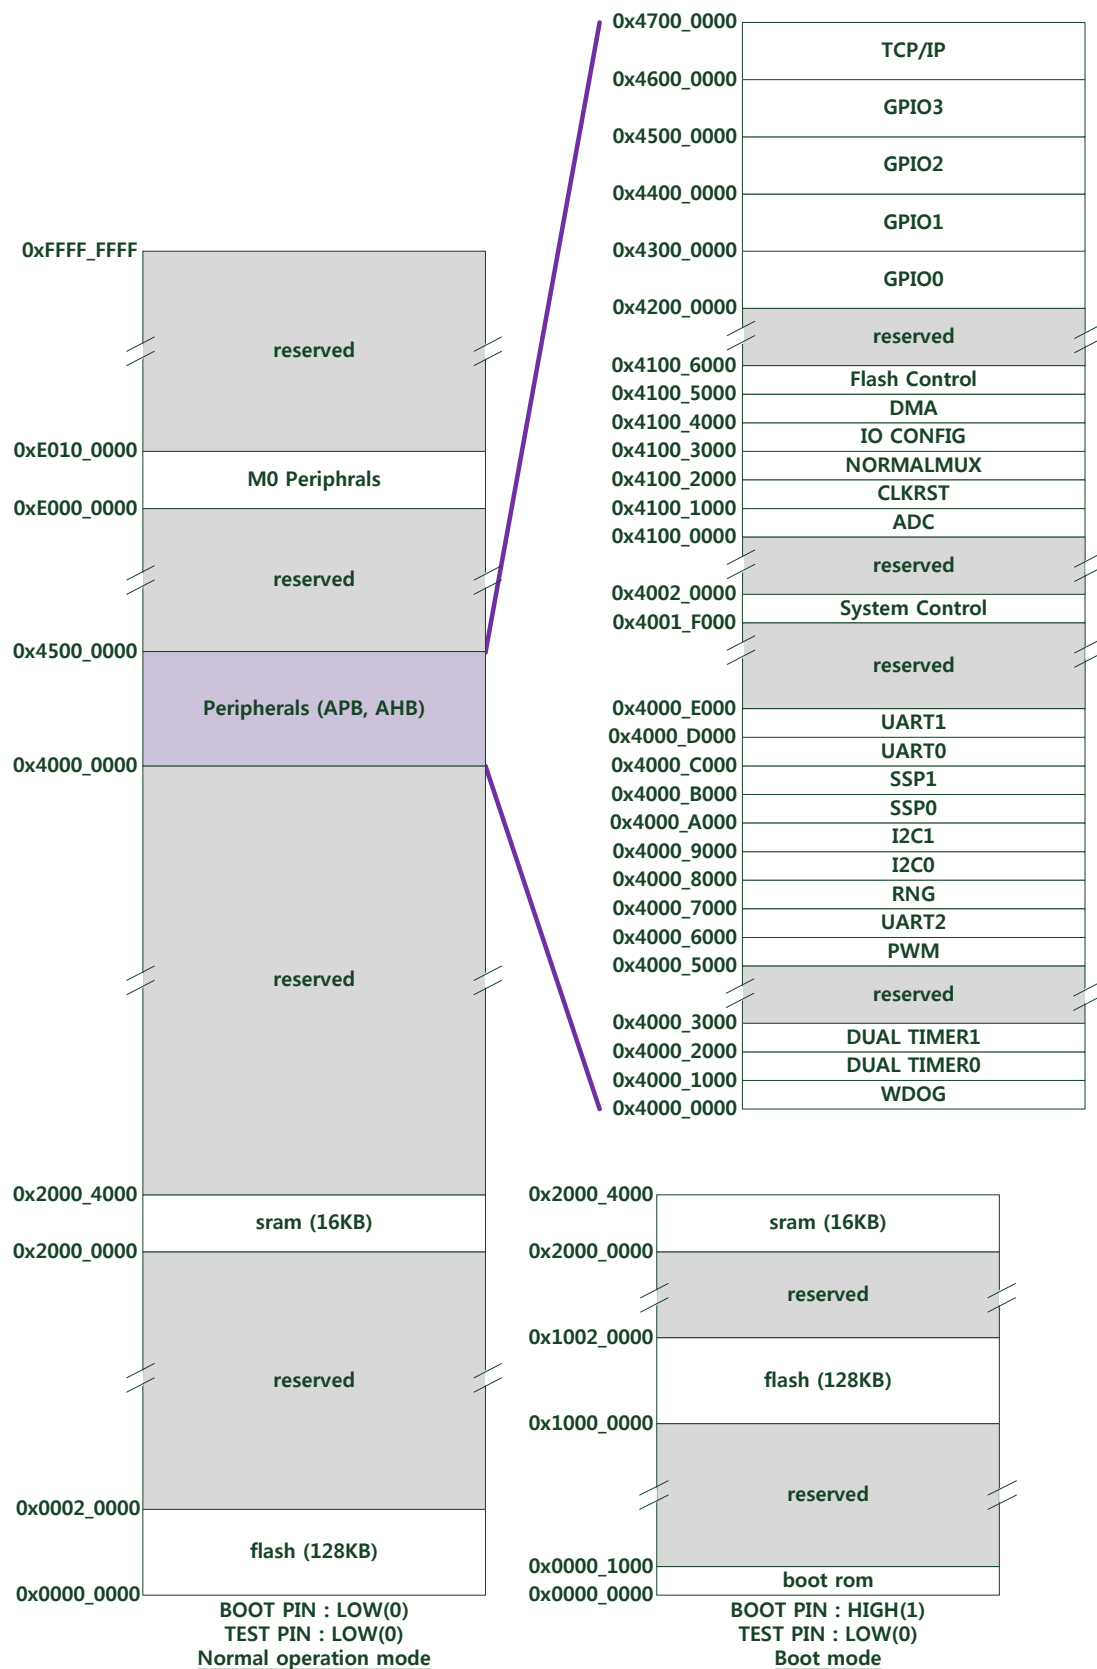 0x4700_0000
TCP/IP
0x4600_0000
GPIO3
0x4500_0000
GPIO2
0x4400_0000
GPIO1
0x4300_0000
GPIO0
0x4200_0000
reserved
0x4100_6000
Flash Control
0x4100_5000
DMA
0x4100_4000
IO CONFIG
0x4100_3000
NORMALMUX
0x4100_2000
CLKRST
0x4100_1000
ADC
0x4100_0000
reserved
0x4002_0000
System Control
0x4001_F000
reserved
0x4000_E000
UART1
0x4000_D000
UART0
0x4000_C000
SSP1
0x4000_B000
SSP0
0x4000_A000
I2C1
0x4000_9000
I2C0
0x4000_8000
RNG
0x4000_7000
UART2
0x4000_6000
PWM
0x4000_5000
reserved
0x4000_3000
DUAL TIMER1
0x4000_2000
DUAL TIMER0
0x4000_1000
WDOG
0x4000_0000
0xFFFF_FFFF
reserved
0xE010_0000
M0 Periphrals
0xE000_0000
reserved
0x4500_0000
Peripherals (APB, AHB)
0x4000_0000
reserved
0x2000_4000
sram (16KB)
0x2000_0000
reserved
0x0002_0000
flash (128KB)
0x0000_0000
BOOT PIN : LOW(0)
TEST PIN : LOW(0)
Normal operation mode
0x2000_4000
sram (16KB)
0x2000_0000
reserved
0x1002_0000
flash (128KB)
0x1000_0000
reserved
0x0000_1000
boot rom
0x0000_0000
BOOT PIN : HIGH(1)
TEST PIN : LOW(0)
Boot mode